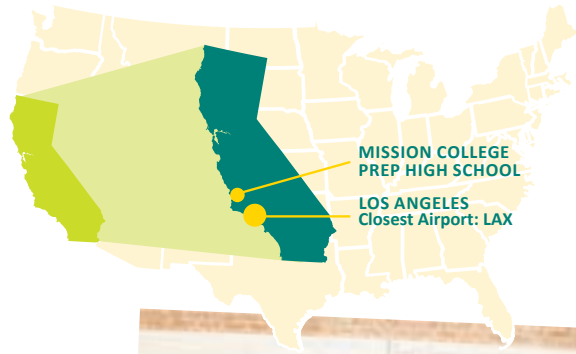 MISSION COLLEGE
PREP HIGH SCHOOL
LOS ANGELES
Closest Airport: LAX